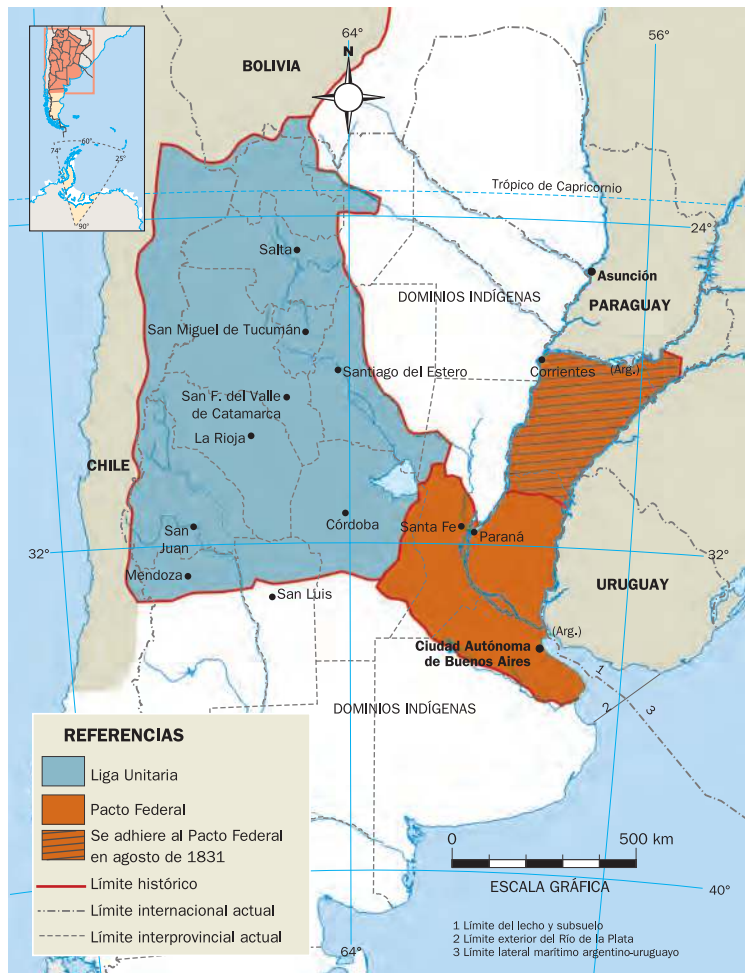 64°
56°
N
BOLIVIA
74°
60°
25°
90°
Trópico de Capricornio
24°
Salta
Asunción
DOMINIOS INDÍGENAS
PARAGUAY
San Miguel de Tucumán
Corrientes
(Arg.)
Santiago del Estero
San F. del Valle
de Catamarca
La Rioja
CHILE
Córdoba
Santa Fe
Paraná
San
Juan
32°
32°
Mendoza
URUGUAY
San Luis
(Arg.)
Ciudad Autónoma
de Buenos Aires
1
2
3
DOMINIOS INDÍGENAS
REFERENCIAS
Liga Unitaria
Pacto Federal
Se adhiere al Pacto Federal
en agosto de 1831
Límite histórico
Límite internacional actual
Límite interprovincial actual
0
500 km
ESCALA GRÁFICA
40°
1 Límite del lecho y subsuelo
2 Límite exterior del Río de la Plata
3 Límite lateral marítimo argentino-uruguayo
64°